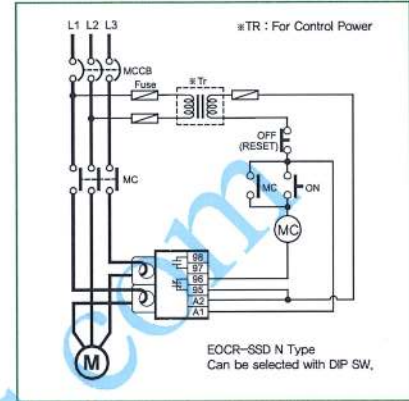 L1 L2 L3
※TR : For Control Power
MCCB
Fuse
※Tr
OFF
(RESET)
MC
MC
ON
MC
98
97
96
95
A2
A1
M
EOCR-SSD N Type
Can be selected with DIP SW,
com